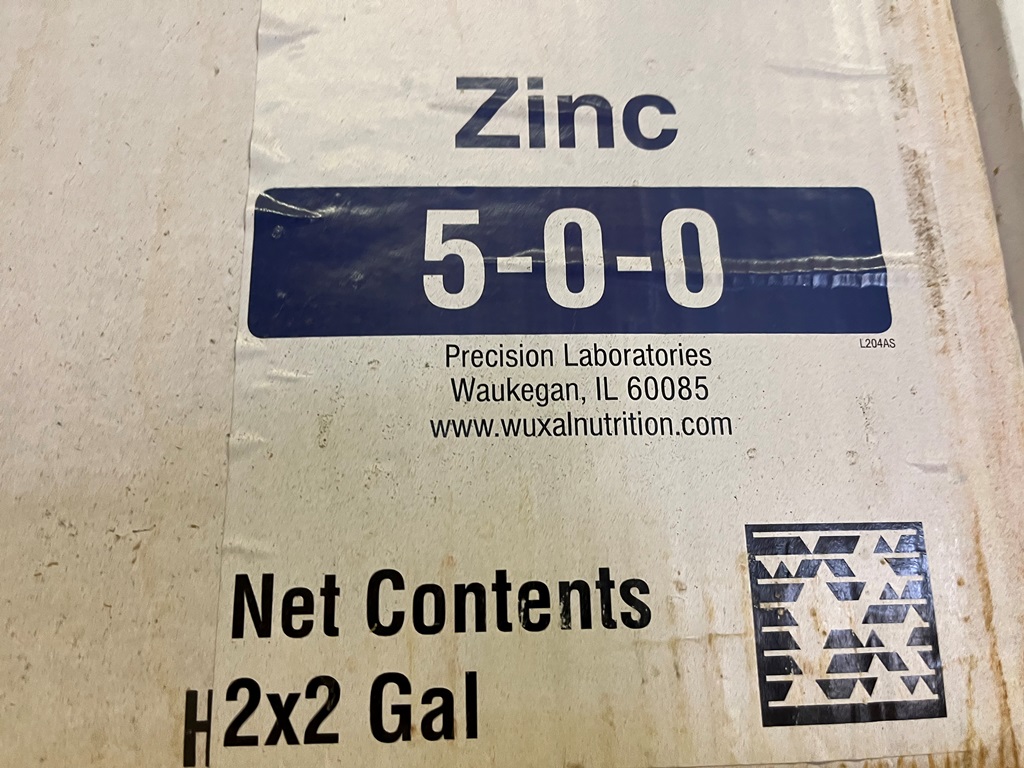 Zinc
5-0-0
L204AS
Precision Laboratories
Waukegan, IL 60085
www.wuxalnutrition.com
Net Contents
H
2x2 Gal